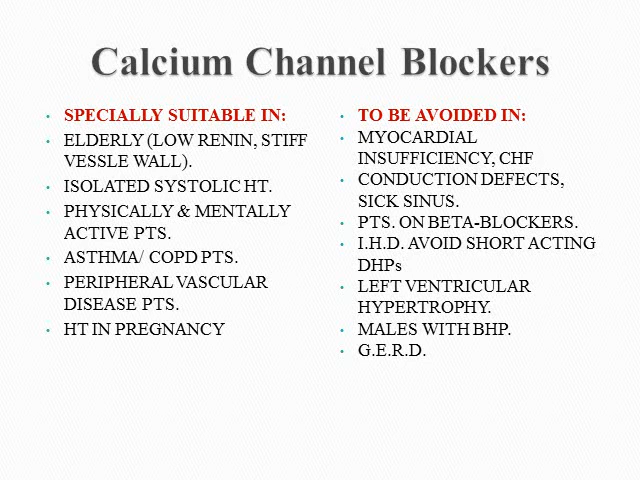 Calcium Channel Blockers
• SPECIALLY SUITABLE IN:
• ELDERLY (LOW RENIN, STIFF
VESSLE WALL).
• ISOLATED SYSTOLIC HT.
• PHYSICALLY & MENTALLY
ACTIVE PTS.
• ASTHMA/ COPD PTS.
• PERIPHERAL VASCULAR
DISEASE PTS.
• HT IN PREGNANCY
• TO BE AVOIDED IN:
• MYOCARDIAL
INSUFFICIENCY, CHF
• CONDUCTION DEFECTS,
SICK SINUS.
• PTS. ON BETA-BLOCKERS.
• I.H.D. AVOID SHORT ACTING
DHPs
• LEFT VENTRICULAR
HYPERTROPHY.
• MALES WITH BHP.
• G.E.R.D.